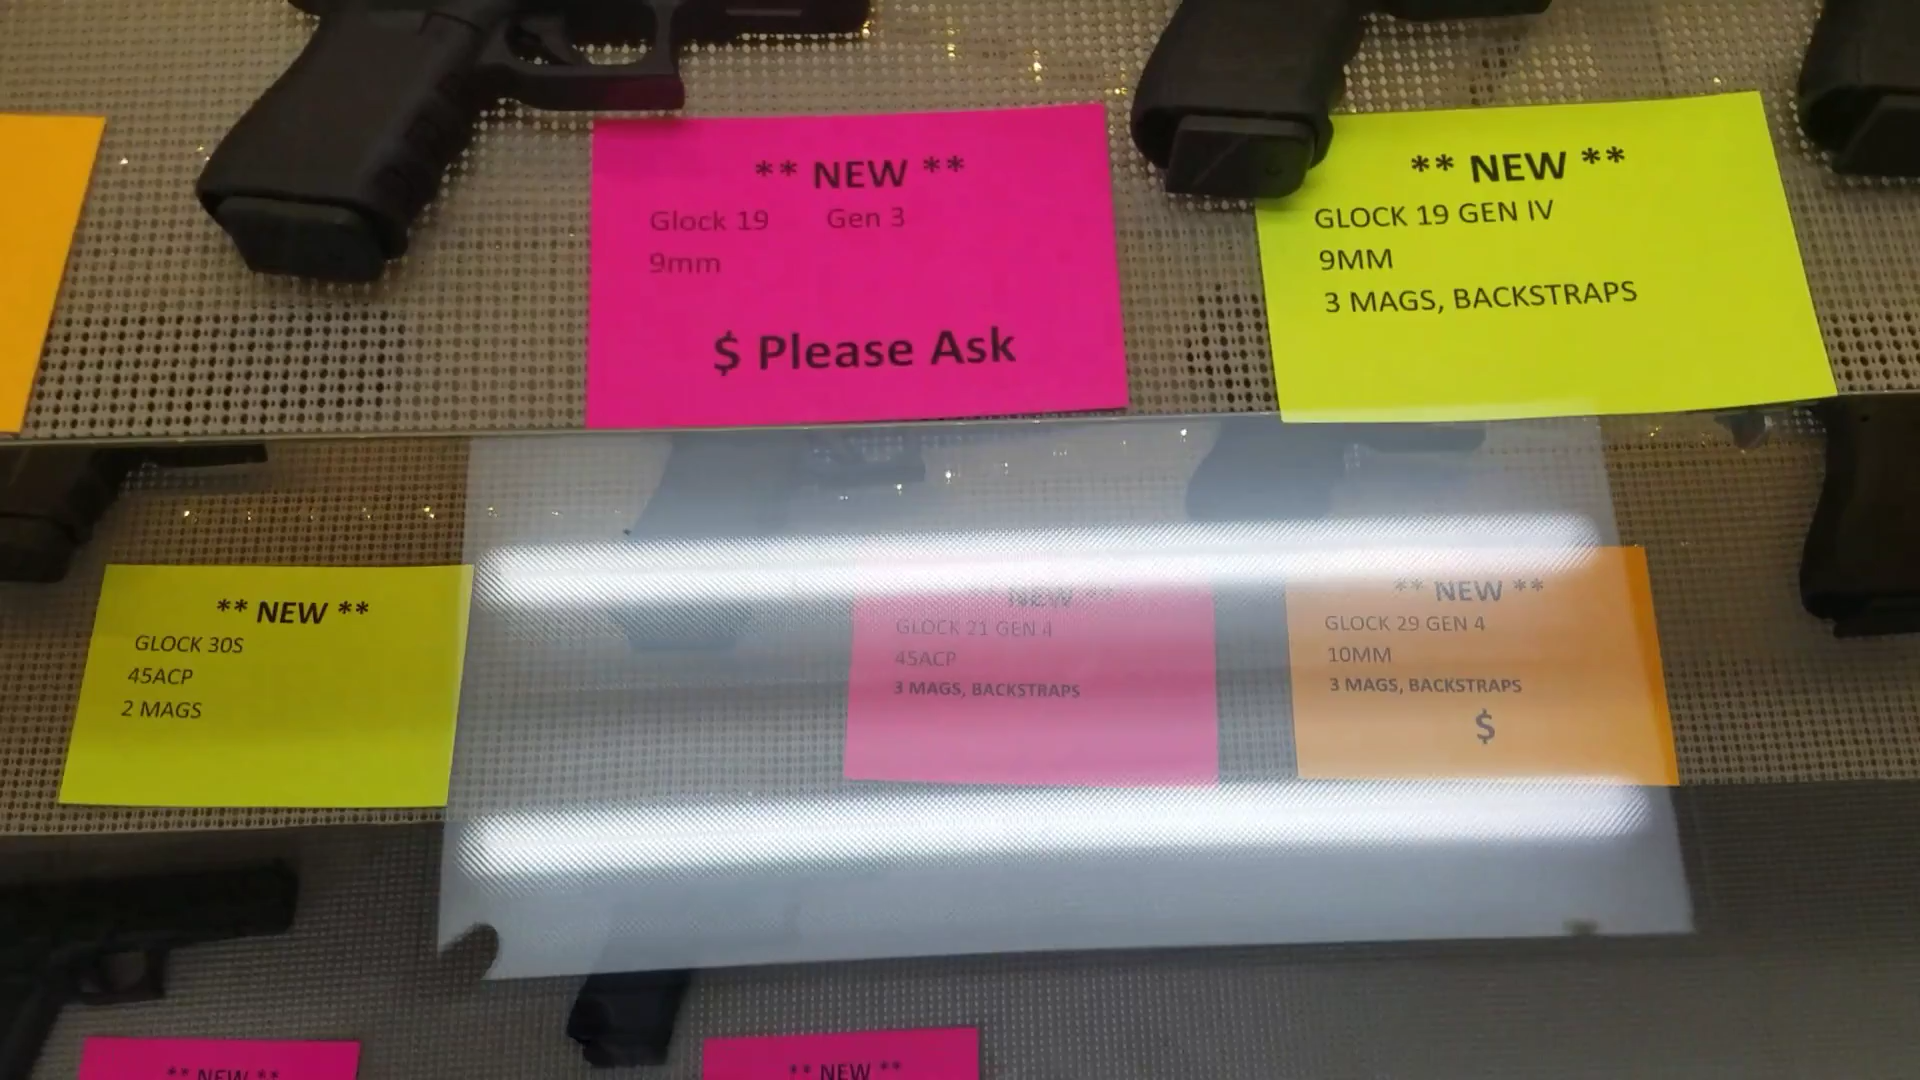 ** NEW **
Glock 19 Gen 3
9mm
$ Please Ask
** NEW **
GLOCK 19 GEN IV
9MM
3 MAGS, BACKSTRAPS
** NEW **
GLOCK 30S
45ACP
2 MAGS
** NEW **
GLOCK 21 GEN 4
45ACP
3 MAGS, BACKSTRAPS
** NEW **
GLOCK 29 GEN 4
10MM
3 MAGS, BACKSTRAPS
$
** NEW **
** NEW **